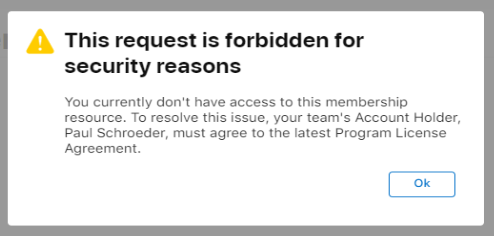 This request is forbidden for
security reasons
You currently don't have access to this membership
resource. To resolve this issue, your team's Account Holder,
Paul Schroeder, must agree to the latest Program License
Agreement.
Ok